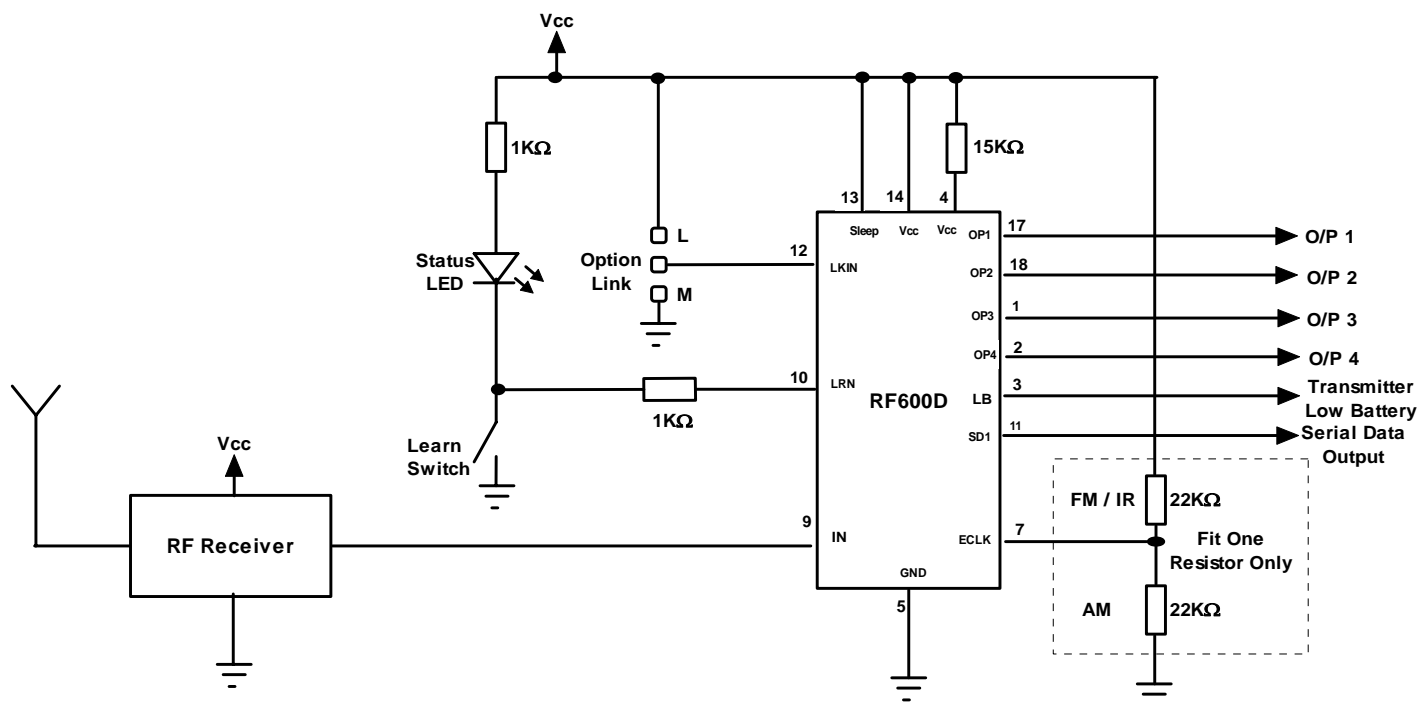 Vcc
1KΩ
15KΩ
13
14
4
Sleep
Vcc
Vcc
OP1
17
O/P 1
L
Option
Link
M
12
LKIN
OP2
18
O/P 2
Status
LED
OP3
1
O/P 3
OP4
2
O/P 4
10
LRN
1KΩ
RF600D
LB
3
Transmitter
Low Battery
SD1
11
Serial Data
Output
Learn
Switch
Vcc
RF Receiver
9
IN
ECLK
7
FM / IR
22KΩ
Fit One
Resistor Only
AM
22KΩ
GND
5